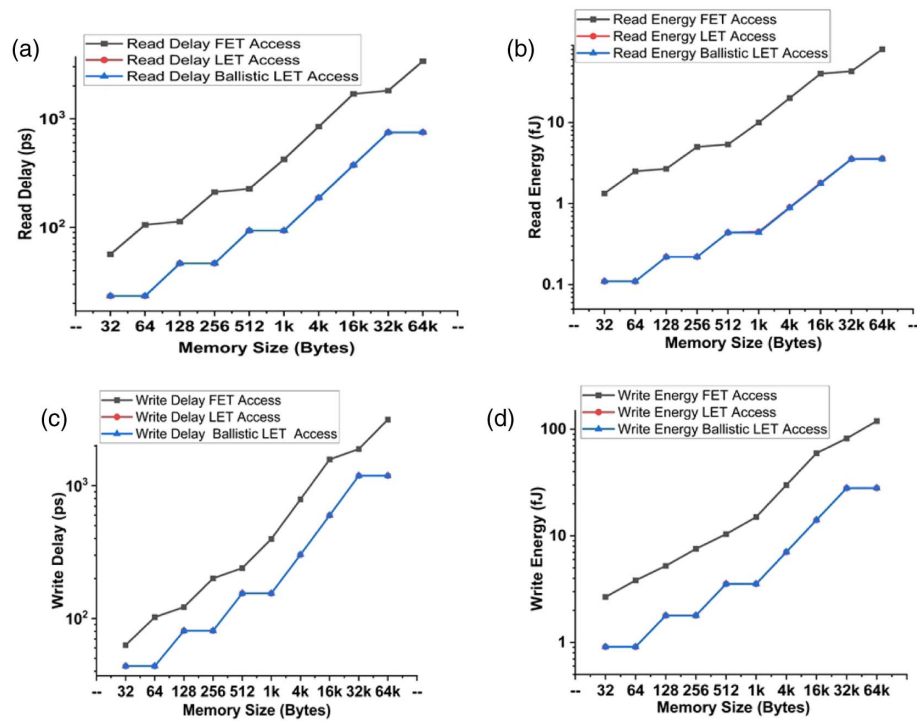 (a)
Read Delay FET Access
Read Delay LET Access
Read Delay Ballistic LET Access
Read Delay (ps)
10³
10²
-- 32 64 128 256 512 1k 4k 16k 32k 64k --
Memory Size (Bytes)
(b)
Read Energy FET Access
Read Energy LET Access
Read Energy Ballistic LET Access
Read Energy (fJ)
10
1
0.1
-- 32 64 128 256 512 1k 4k 16k 32k 64k --
Memory Size (Bytes)
(c)
Write Delay FET Access
Write Delay LET Access
Write Delay Ballistic LET Access
Write Delay (ps)
10³
10²
-- 32 64 128 256 512 1k 4k 16k 32k 64k --
Memory Size (Bytes)
(d)
Write Energy FET Access
Write Energy LET Access
Write Energy Ballistic LET Access
Write Energy (fJ)
100
10
1
-- 32 64 128 256 512 1k 4k 16k 32k 64k --
Memory Size (Bytes)